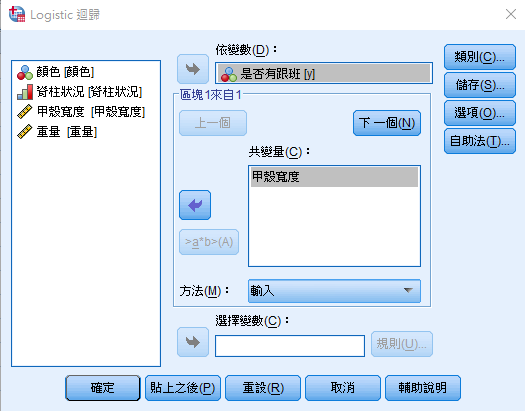 Logistic 迴歸
顏色 [顏色]
脊柱狀況 [脊柱狀況]
甲殼寬度 [甲殼寬度]
重量 [重量]
依變數(D)：
是否有跟班 [y]
區塊1來自1
上一個
下一個(N)
共變量(C)：
甲殼寬度
>a*b>(A)
方法(M)：
輸入
選擇變數(C)：
規則(U)...
類別(C)...
儲存(S)...
選項(O)...
自助法(T)...
確定
貼上之後(P)
重設(R)
取消
輔助說明